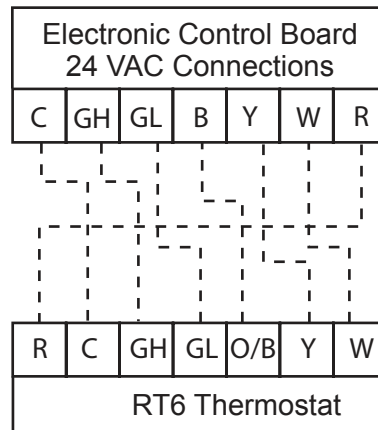 Electronic Control Board
24 VAC Connections
C GH GL B Y W R
R C GH GL O/B Y W
RT6 Thermostat